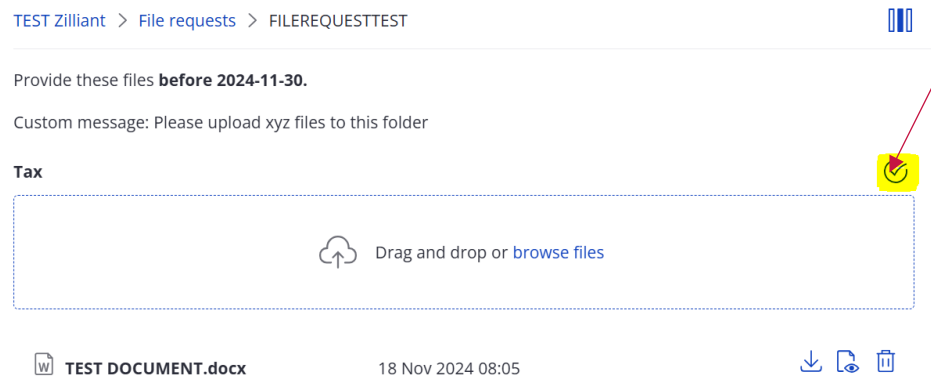 TEST Zilliant > File requests > FILEREQUESTTEST
Provide these files before 2024-11-30.
Custom message: Please upload xyz files to this folder
Tax
Drag and drop or browse files
W TEST DOCUMENT.docx 18 Nov 2024 08:05